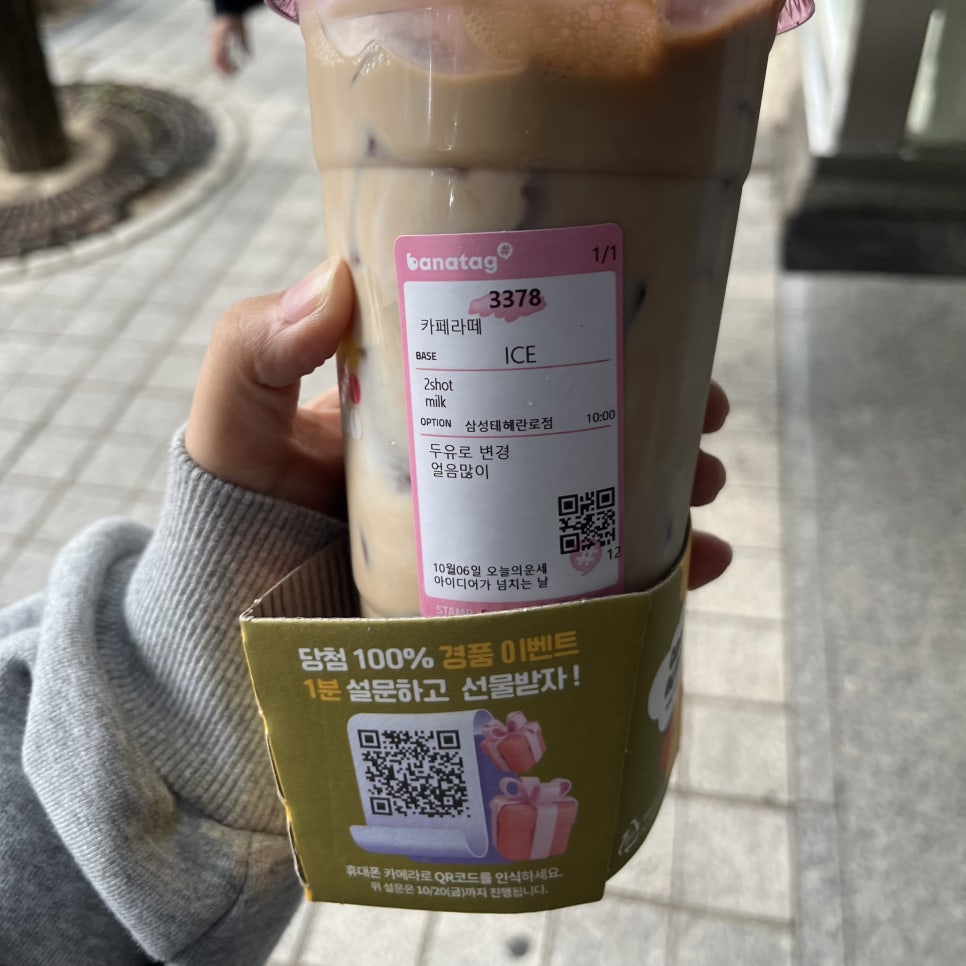 banatag #
1/1
3378
카페라떼
BASE ICE
2shot
milk
OPTION 삼성테헤란로점 10:00
두유로 변경
얼음많이
# 12
10월06일 오늘의운세
아이디어가 넘치는 날
STAMP
당첨 100% 경품 이벤트
1분 설문하고 선물받자!
휴대폰 카메라로 QR코드를 인식하세요.
위 설문은 10/20(금)까지 진행됩니다.